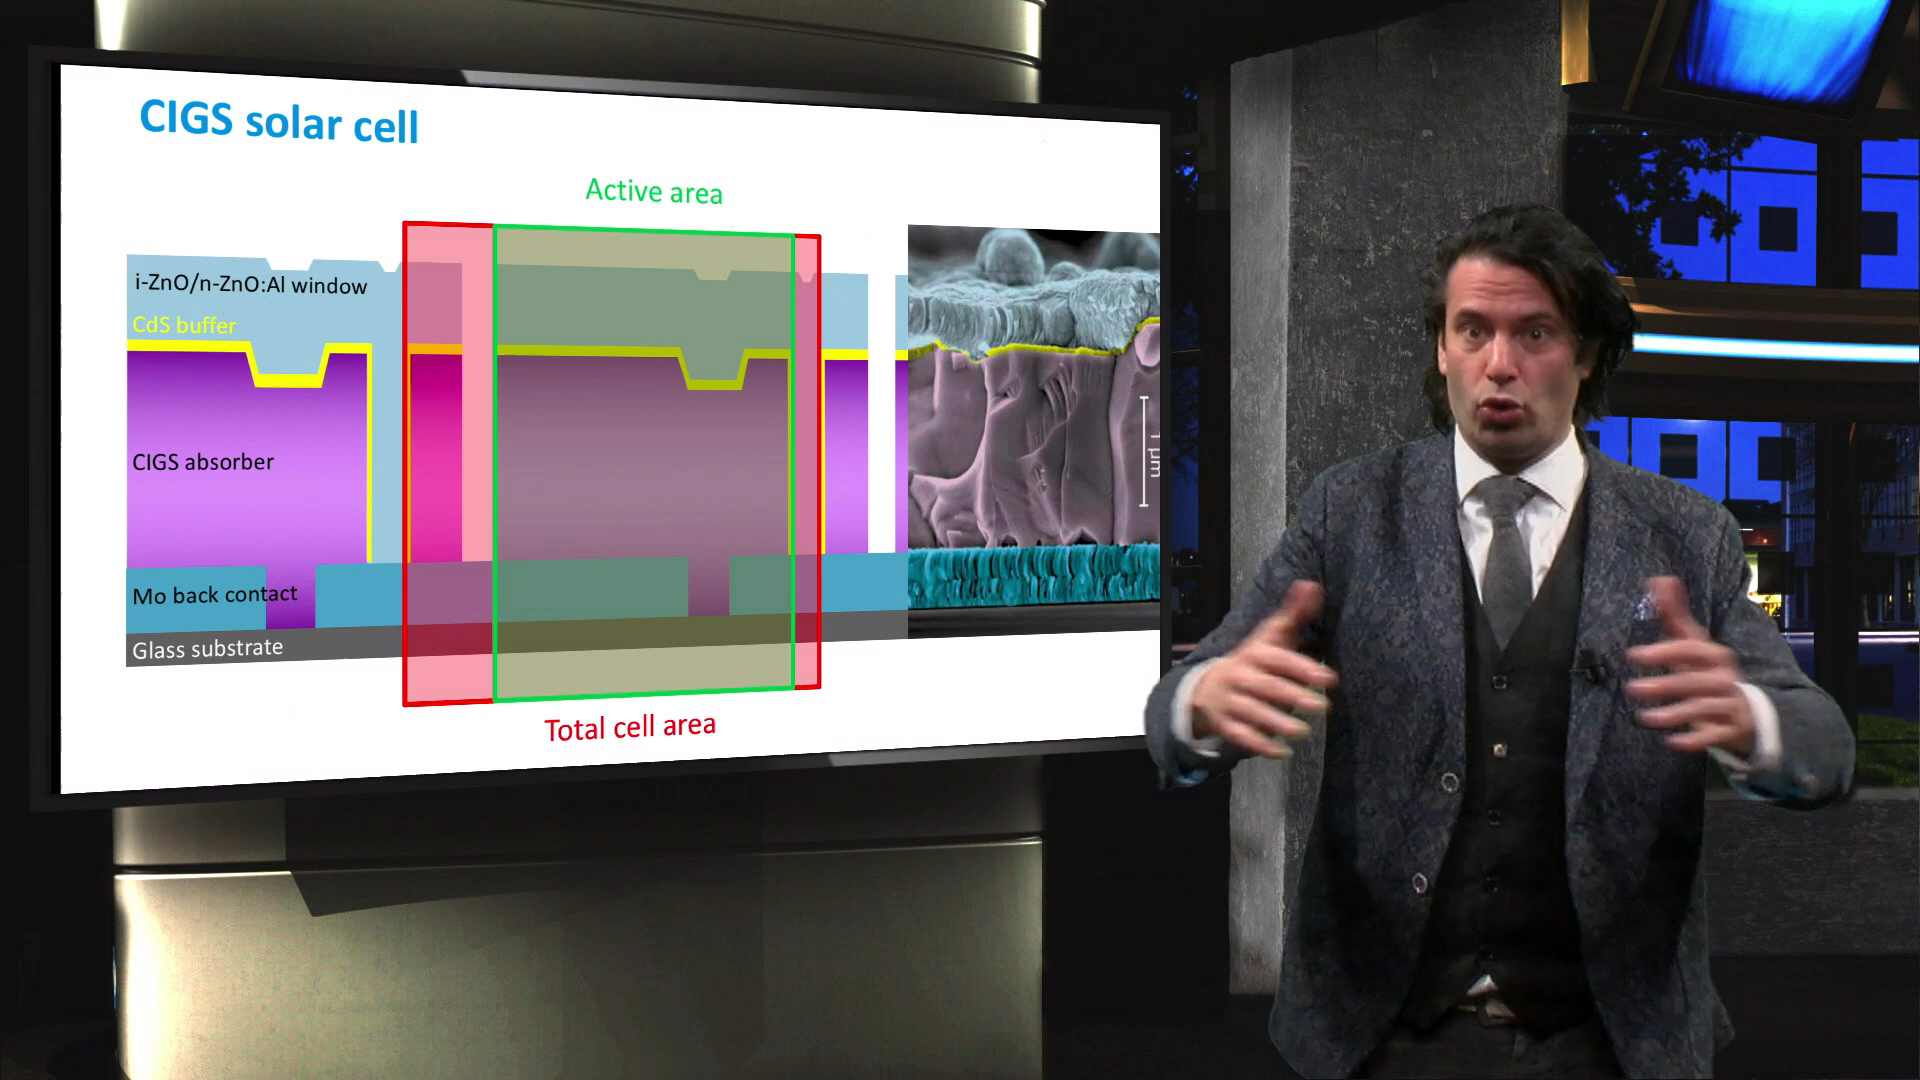 CIGS solar cell
Active area
i-ZnO/n-ZnO:Al window
CdS buffer
CIGS absorber
Mo back contact
Glass substrate
1 µm
Total cell area